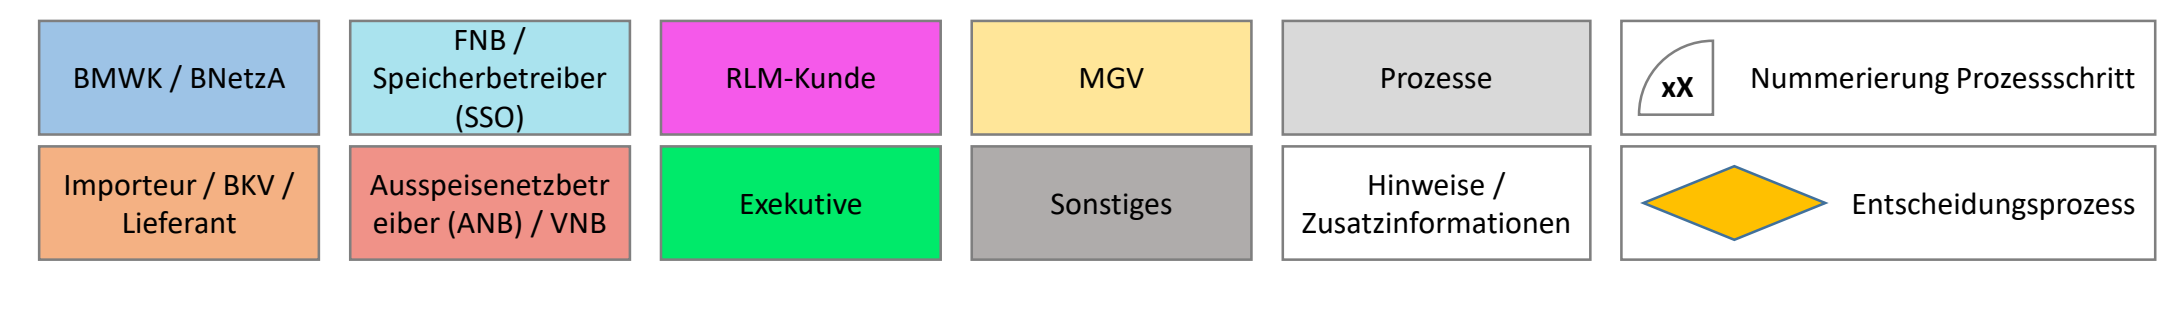 BMWK / BNetzA
FNB /
Speicherbetreiber
(SSO)
RLM-Kunde
MGV
Prozesse
xX
Nummerierung Prozessschritt
Importeur / BKV /
Lieferant
Ausspeisenetzbetr
eiber (ANB) / VNB
Exekutive
Sonstiges
Hinweise /
Zusatzinformationen
Entscheidungsprozess